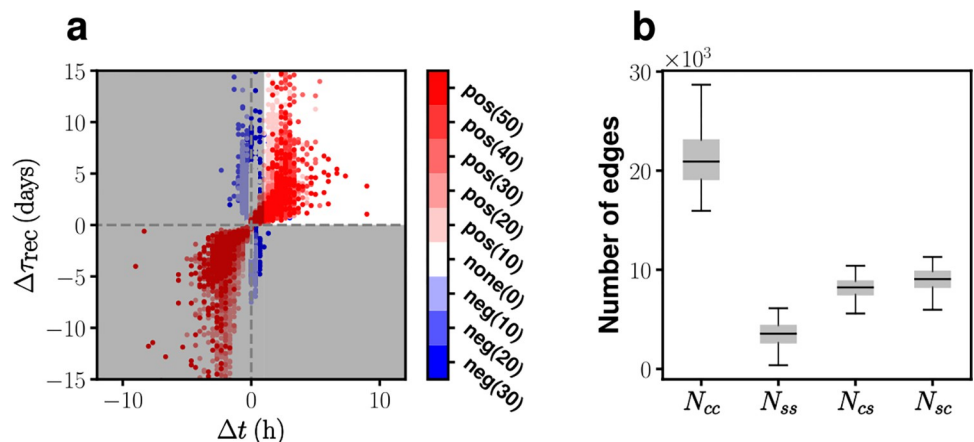 a
15
10
5
0
−5
−10
−15
Δτrec (days)
−10
0
10
Δt (h)
pos(50)
pos(40)
pos(30)
pos(20)
pos(10)
none(0)
neg(10)
neg(20)
neg(30)
b
×10³
30
20
10
0
Number of edges
Ncc
Nss
Ncs
Nsc